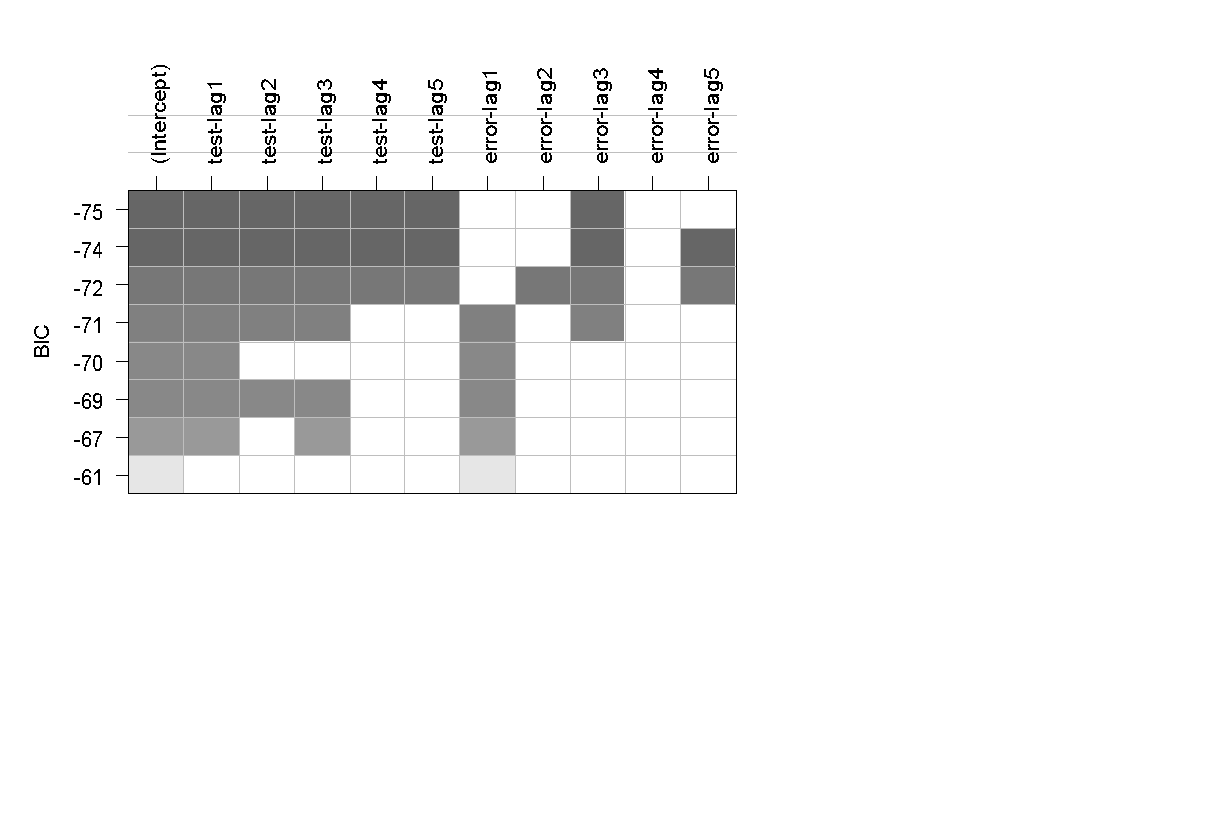 (Intercept)
test-lag1
test-lag2
test-lag3
test-lag4
test-lag5
error-lag1
error-lag2
error-lag3
error-lag4
error-lag5
-75
-74
-72
-71
-70
-69
-67
-61
BIC